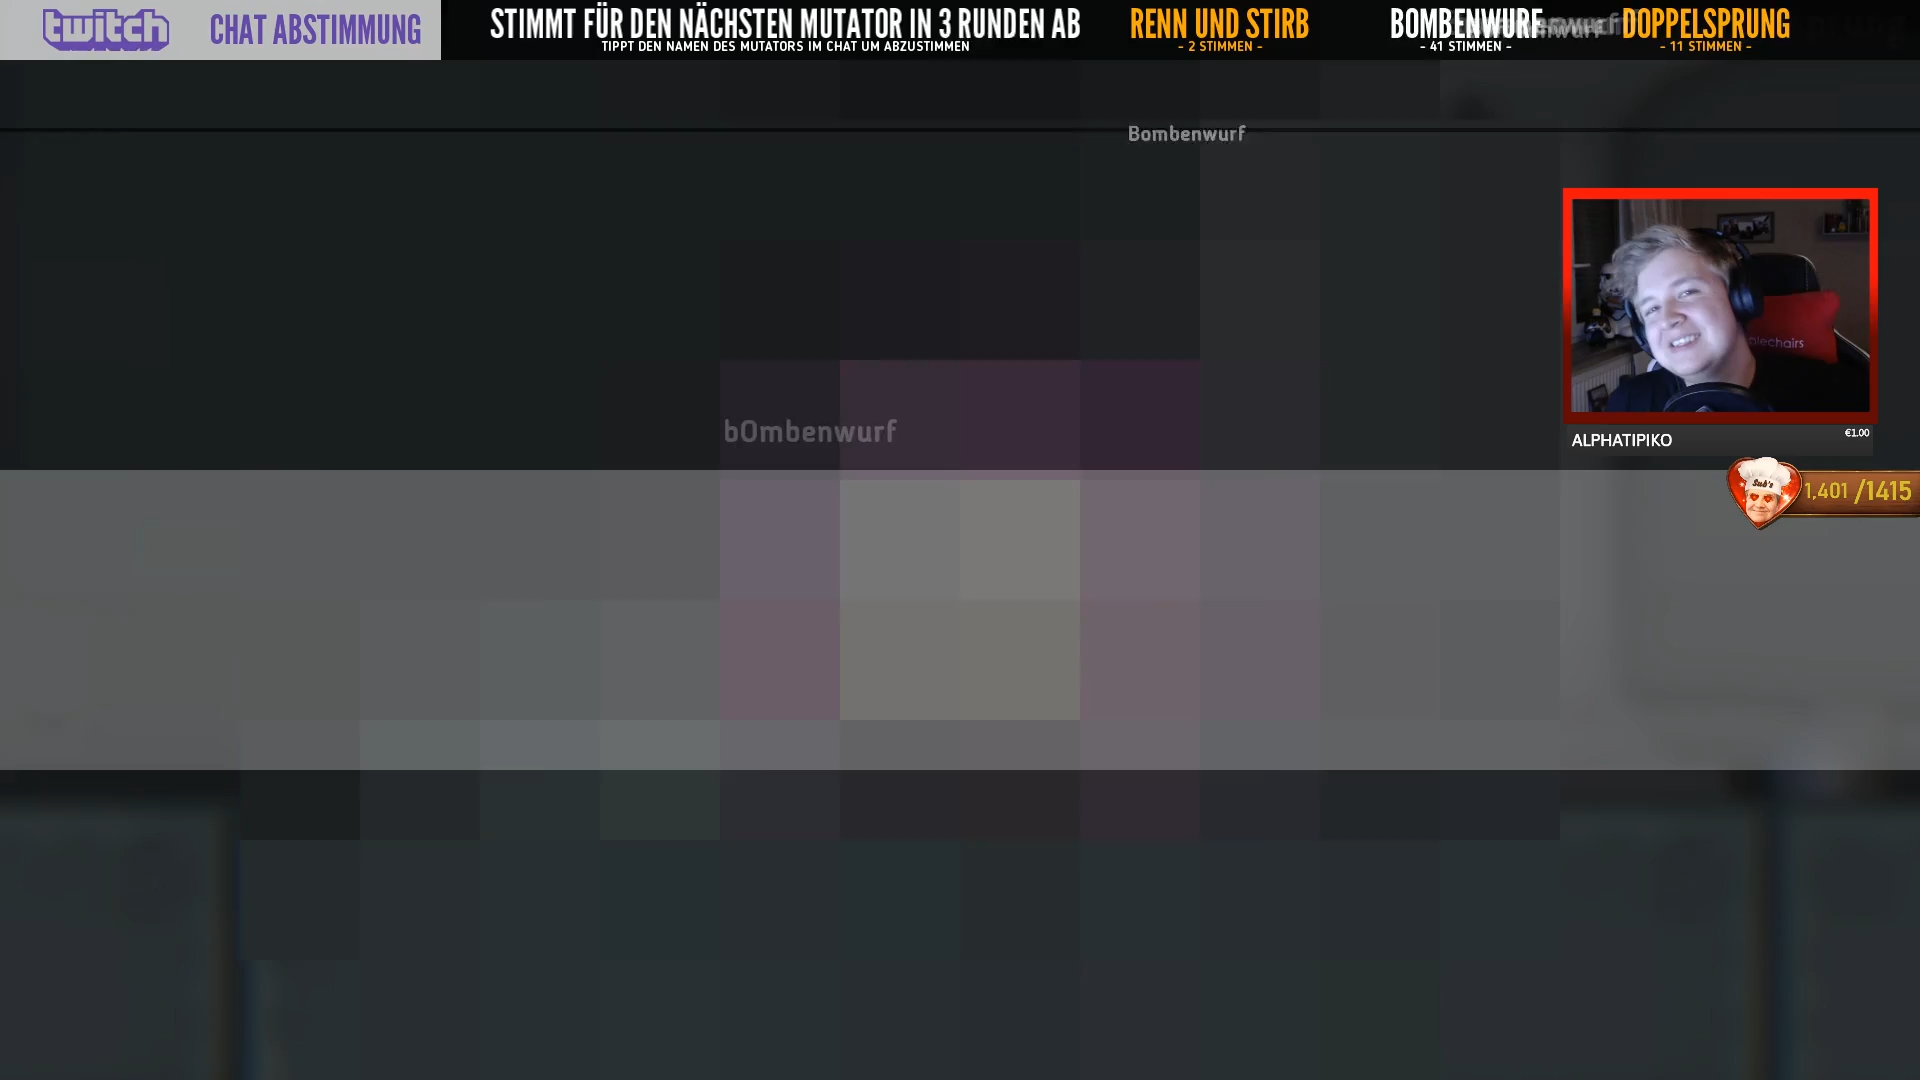 twitch CHAT ABSTIMMUNG
STIMMT FÜR DEN NÄCHSTEN MUTATOR IN 3 RUNDEN AB
TIPPT DEN NAMEN DES MUTATORS IM CHAT UM ABZUSTIMMEN
RENN UND STIRB
- 2 STIMMEN -
BOMBENWURF
- 41 STIMMEN -
DOPPELSPRUNG
- 11 STIMMEN -
Bombenwurf
bOmbenwurf
ALPHATIPIKO
€1.00
Sub's
1,401 /1415